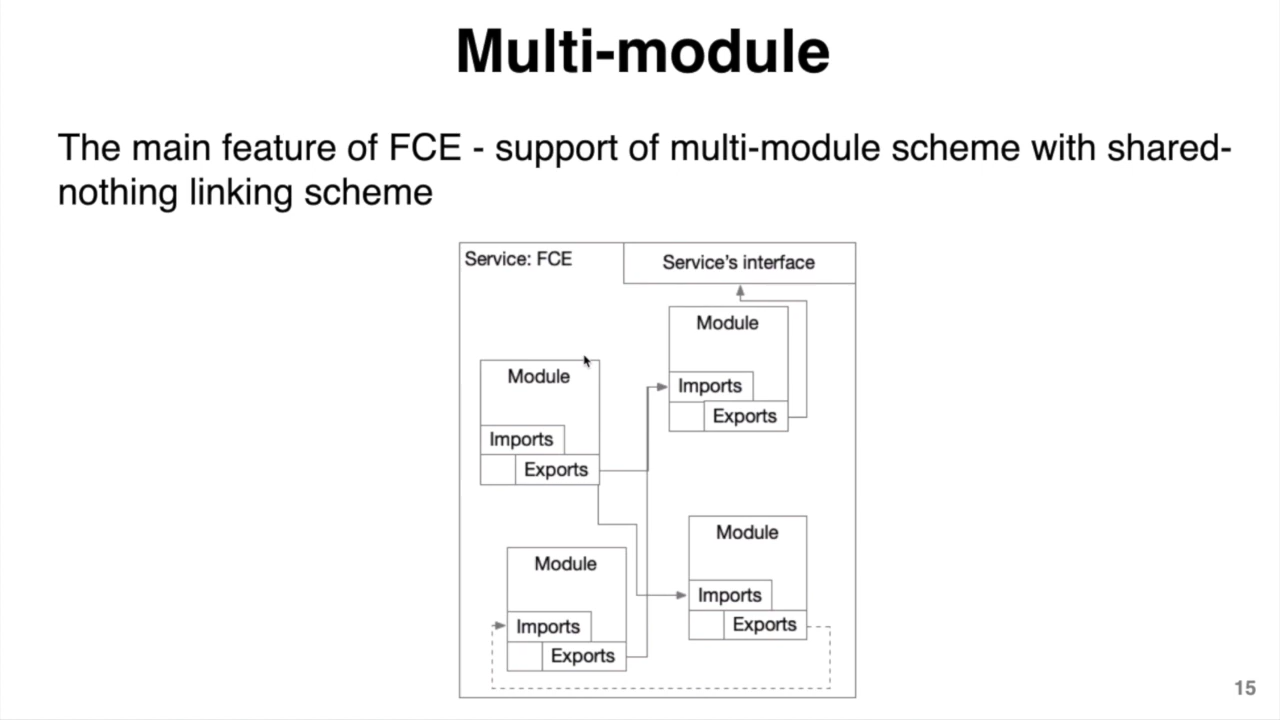 Multi-module
The main feature of FCE - support of multi-module scheme with shared-
nothing linking scheme
Service: FCE
Service's interface
Module
Imports
Exports
Module
Imports
Exports
Module
Imports
Exports
Module
Imports
Exports
15